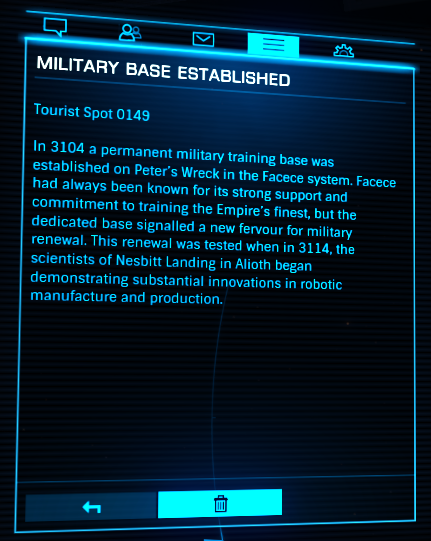 MILITARY BASE ESTABLISHED
Tourist Spot 0149
In 3104 a permanent military training base was
established on Peter's Wreck in the Facece system. Facece
had always been known for its strong support and
commitment to training the Empire's finest, but the
dedicated base signalled a new fervour for military
renewal. This renewal was tested when in 3114, the
scientists of Nesbitt Landing in Alioth began
demonstrating substantial innovations in robotic
manufacture and production.